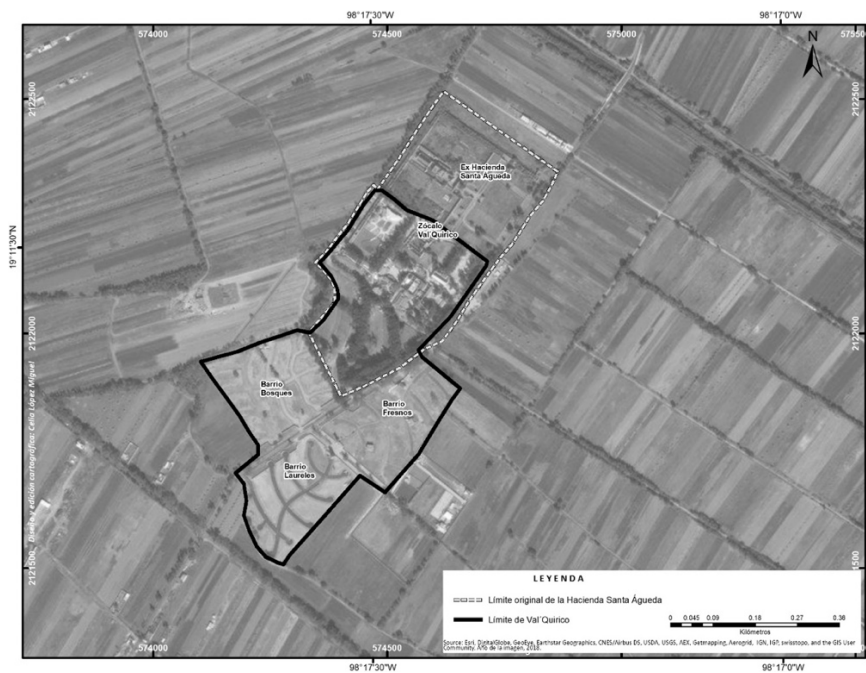 98°17'30"W
98°17'0"W
574000
574500
575000
575500
N
2122500
2122500
Ex Hacienda
Santa Águeda
Zócalo
Val´Quirico
19°11'30"N
2122000
2122000
Barrio
Bosques
Barrio
Fresnos
Barrio
Laureles
Diseño y edición cartográfica: Celia López Miguel
2121500
2121500
LEYENDA
Límite original de la Hacienda Santa Águeda
Límite de Val´Quirico
0 0.045 0.09 0.18 0.27 0.36
Kilómetros
Source: Esri, DigitalGlobe, GeoEye, Earthstar Geographics, CNES/Airbus DS, USDA, USGS, AEX, Getmapping, Aerogrid, IGN, IGP, swisstopo, and the GIS User
Community. Año de la imagen, 2018.
574000
574500
98°17'30"W
98°17'0"W